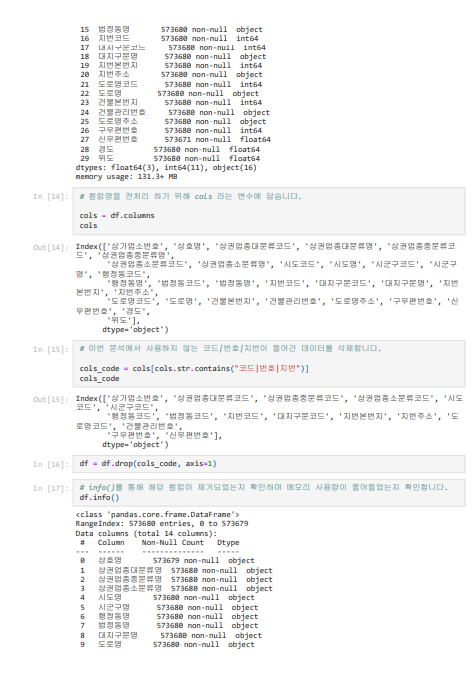 15 법정동명 573680 non-null object
16 지번코드 573680 non-null int64
17 대지구분코드 573680 non-null int64
18 대지구분명 573680 non-null object
19 지번본번지 573680 non-null int64
20 지번주소 573680 non-null object
21 도로명코드 573680 non-null int64
22 도로명 573680 non-null object
23 건물본번지 573680 non-null int64
24 건물관리번호 573680 non-null object
25 도로명주소 573680 non-null object
26 구우편번호 573680 non-null int64
27 신우편번호 573671 non-null float64
28 경도 573680 non-null float64
29 위도 573680 non-null float64
dtypes: float64(3), int64(11), object(16)
memory usage: 131.3+ MB
In [14]: # 컬럼명을 전처리 하기 위해 cols 라는 변수에 담습니다.
cols = df.columns
cols
Out[14]: Index(['상가업소번호', '상호명', '상권업종대분류코드', '상권업종대분류명', '상권업종중분류코
드', '상권업종중분류명',
'상권업종소분류코드', '상권업종소분류명', '시도코드', '시도명', '시군구코드', '시군구
명', '행정동코드',
'행정동명', '법정동코드', '법정동명', '지번코드', '대지구분코드', '대지구분명', '지번
본번지', '지번주소',
'도로명코드', '도로명', '건물본번지', '건물관리번호', '도로명주소', '구우편번호', '신
우편번호', '경도',
'위도'],
dtype='object')
In [15]: # 이번 분석에서 사용하지 않는 코드/번호/지번이 들어간 데이터를 삭제합니다.
cols_code = cols[cols.str.contains("코드|번호|지번")]
cols_code
Out[15]: Index(['상가업소번호', '상권업종대분류코드', '상권업종중분류코드', '상권업종소분류코드', '시도
코드', '시군구코드',
'행정동코드', '법정동코드', '지번코드', '대지구분코드', '지번본번지', '지번주소', '도
로명코드', '건물관리번호',
'구우편번호', '신우편번호'],
dtype='object')
In [16]: df = df.drop(cols_code, axis=1)
In [17]: # info()를 통해 해당 컬럼이 제거되었는지 확인하며 메모리 사용량이 줄어들었는지 확인합니다.
df.info()
<class 'pandas.core.frame.DataFrame'>
RangeIndex: 573680 entries, 0 to 573679
Data columns (total 14 columns):
# Column Non-Null Count Dtype
--- ------ -------------- -----
0 상호명 573679 non-null object
1 상권업종대분류명 573680 non-null object
2 상권업종중분류명 573680 non-null object
3 상권업종소분류명 573680 non-null object
4 시도명 573680 non-null object
5 시군구명 573680 non-null object
6 행정동명 573680 non-null object
7 법정동명 573680 non-null object
8 대지구분명 573680 non-null object
9 도로명 573680 non-null object